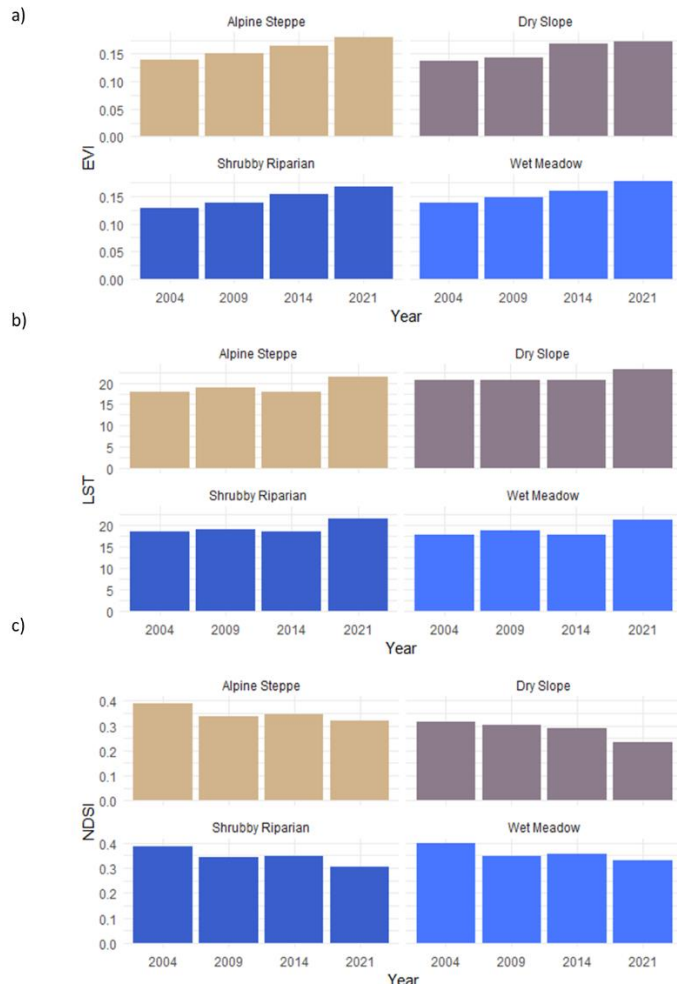 a)
Alpine Steppe Dry Slope
0.15
0.10
0.05
0.00
EVI
Shrubby Riparian Wet Meadow
0.15
0.10
0.05
0.00
2004 2009 2014 2021 2004 2009 2014 2021
Year
b)
Alpine Steppe Dry Slope
20
15
10
5
0
LST
Shrubby Riparian Wet Meadow
20
15
10
5
0
2004 2009 2014 2021 2004 2009 2014 2021
Year
c)
Alpine Steppe Dry Slope
0.4
0.3
0.2
0.1
0.0
NDSI
Shrubby Riparian Wet Meadow
0.4
0.3
0.2
0.1
0.0
2004 2009 2014 2021 2004 2009 2014 2021
Year